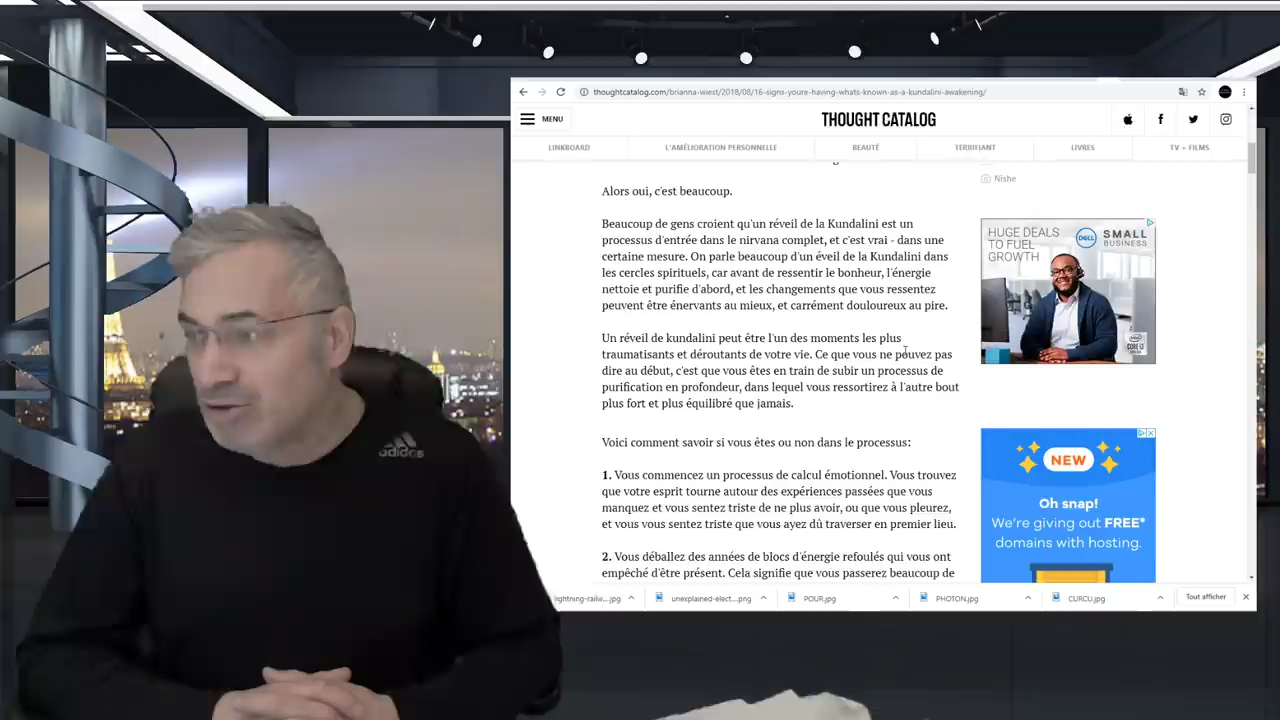 thoughtcatalog.com/brianna-wiest/2018/08/16-signs-youre-having-whats-known-as-a-kundalini-awakening/
MENU
THOUGHT CATALOG
LINKBOARD
L'AMÉLIORATION PERSONNELLE
BEAUTÉ
TERRIFIANT
LIVRES
TV + FILMS
Nishe
Alors oui, c'est beaucoup.
Beaucoup de gens croient qu'un réveil de la Kundalini est un
processus d'entrée dans le nirvana complet, et c'est vrai - dans une
certaine mesure. On parle beaucoup d'un éveil de la Kundalini dans
les cercles spirituels, car avant de ressentir le bonheur, l'énergie
nettoie et purifie d'abord, et les changements que vous ressentez
peuvent être énervants au mieux, et carrément douloureux au pire.
Un réveil de kundalini peut être l'un des moments les plus
traumatisants et déroutants de votre vie. Ce que vous ne pouvez pas
dire au début, c'est que vous êtes en train de subir un processus de
purification en profondeur, dans lequel vous ressortirez à l'autre bout
plus fort et plus équilibré que jamais.
Voici comment savoir si vous êtes ou non dans le processus:
1. Vous commencez un processus de calcul émotionnel. Vous trouvez
que votre esprit tourne autour des expériences passées que vous
manquez et vous sentez triste de ne plus avoir, ou que vous pleurez,
et vous vous sentez triste que vous ayez dû traverser en premier lieu.
2. Vous déballez des années de blocs d'énergie refoulés qui vous ont
empêché d'être présent. Cela signifie que vous passerez beaucoup de
HUGE DEALS
TO FUEL
GROWTH
DELL
SMALL
BUSINESS
intel
CORE i3
NEW
Oh snap!
We're giving out FREE*
domains with hosting.
adidas
lightning-railw....jpg
unexplained-elect....png
POUR.jpg
PHOTON.jpg
CURCU.jpg
Tout afficher